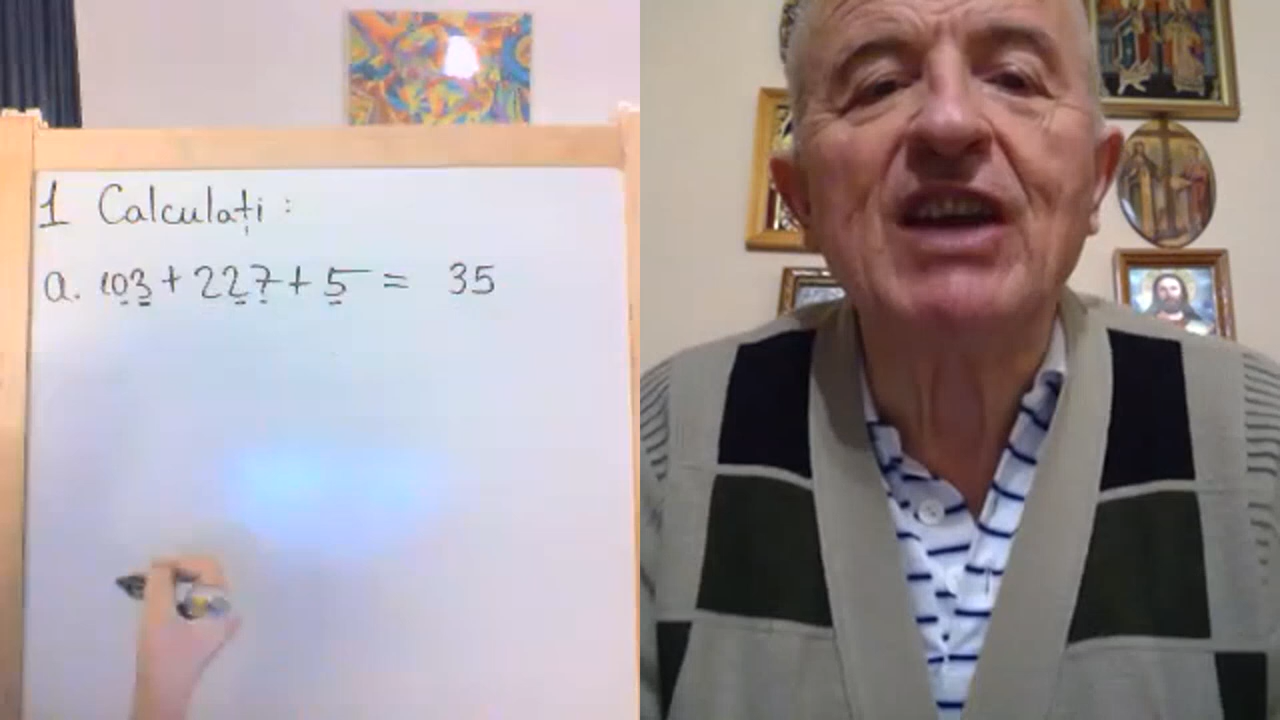 1 Calculați :
a. 103 + 227 + 5 = 35